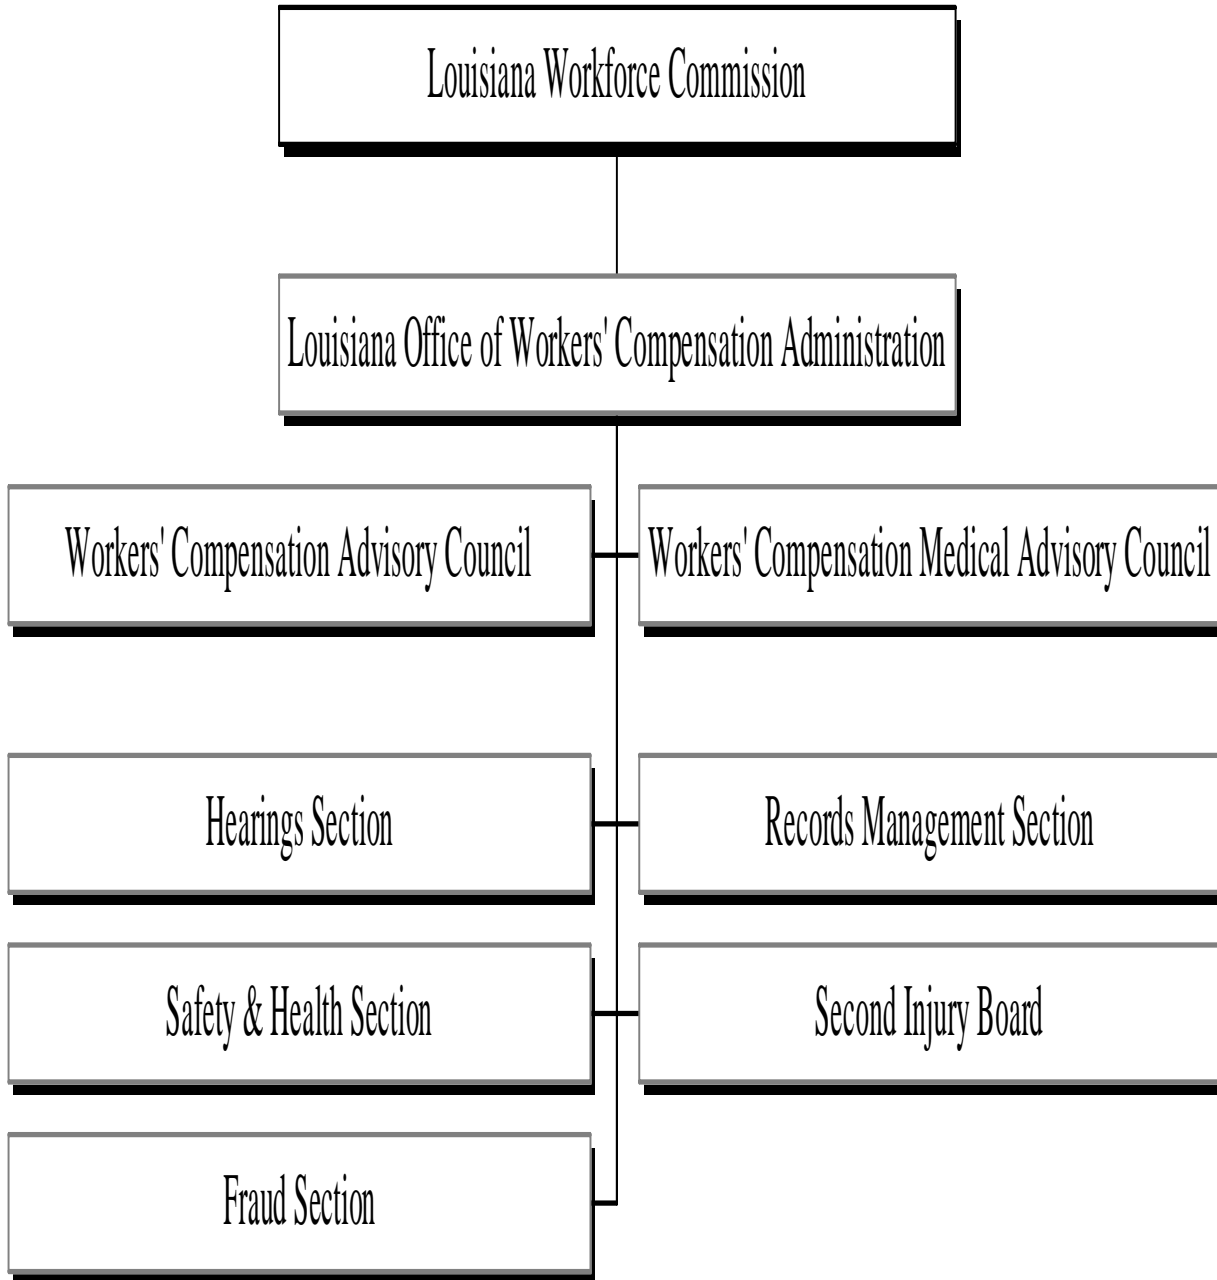 Louisiana Workforce Commission
Louisiana Office of Workers' Compensation Administration
Workers' Compensation Advisory Council
Workers' Compensation Medical Advisory Council
Hearings Section
Records Management Section
Safety & Health Section
Second Injury Board
Fraud Section